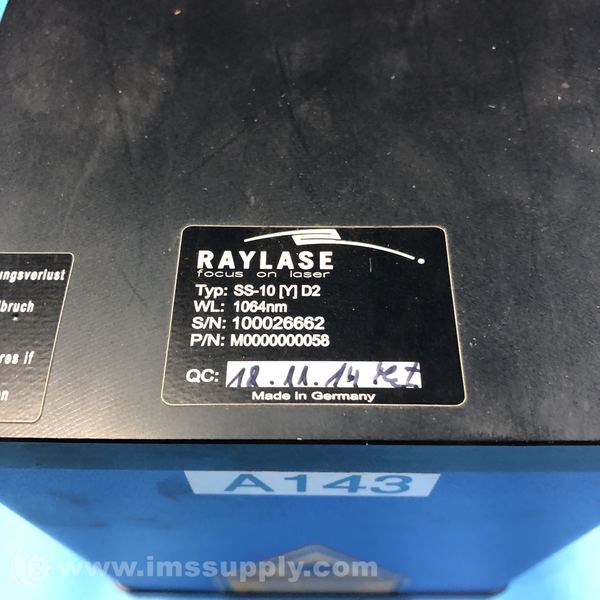 RAYLASE
focus on laser
Typ: SS-10 [Y] D2
WL: 1064nm
S/N: 100026662
P/N: M0000000058
QC: 18.11.14
Made in Germany
ungsverlust
bruch
res if
n
A143
www.imssupply.com